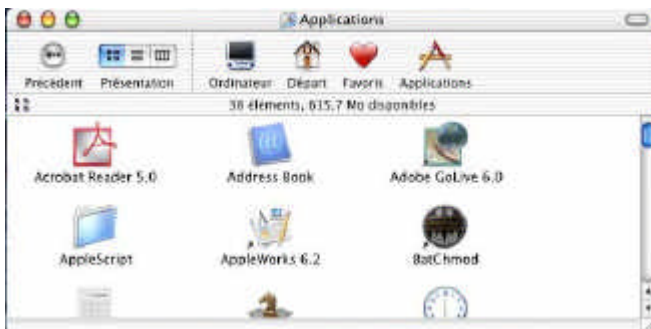 Applications
Précédent Présentation Ordinateur Départ Favoris Applications
38 éléments, 615.7 Mo disponibles
Acrobat Reader 5.0 Address Book Adobe GoLive 6.0
AppleScript AppleWorks 6.2 BatChmod